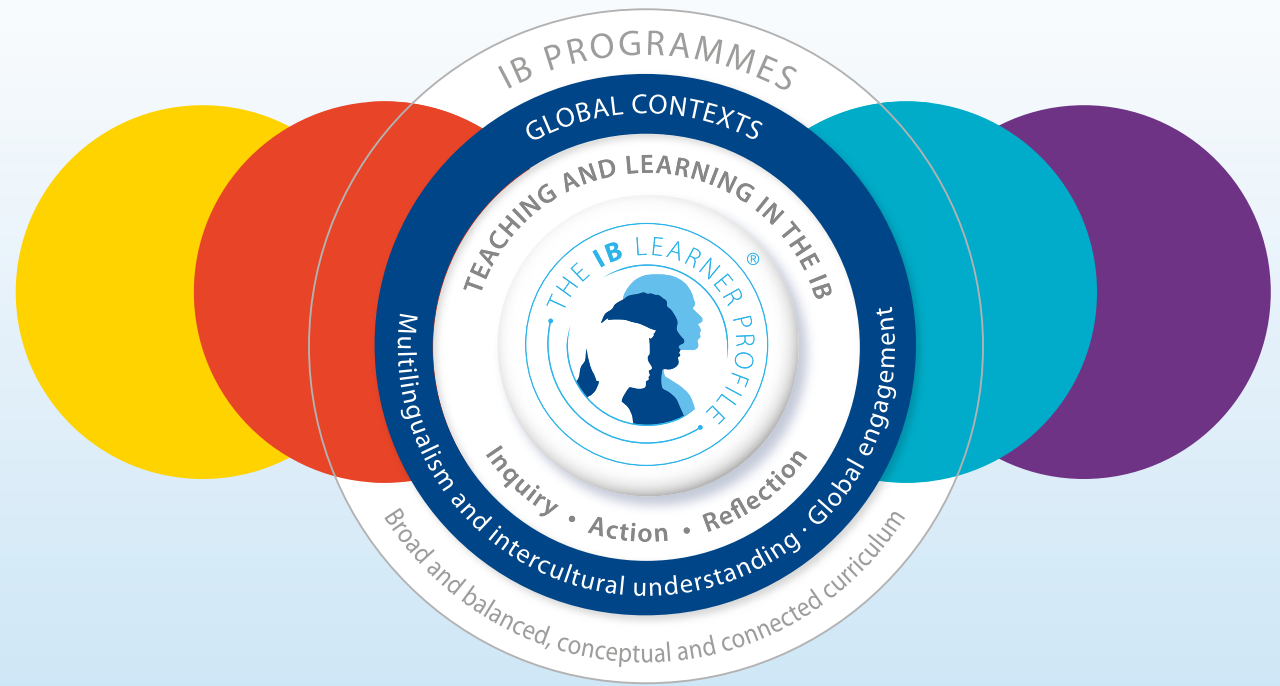 IB PROGRAMMES
GLOBAL CONTEXTS
TEACHING AND LEARNING IN THE IB
THE IB LEARNER PROFILE ®
Inquiry • Action • Reflection
Multilingualism and intercultural understanding · Global engagement
Broad and balanced, conceptual and connected curriculum